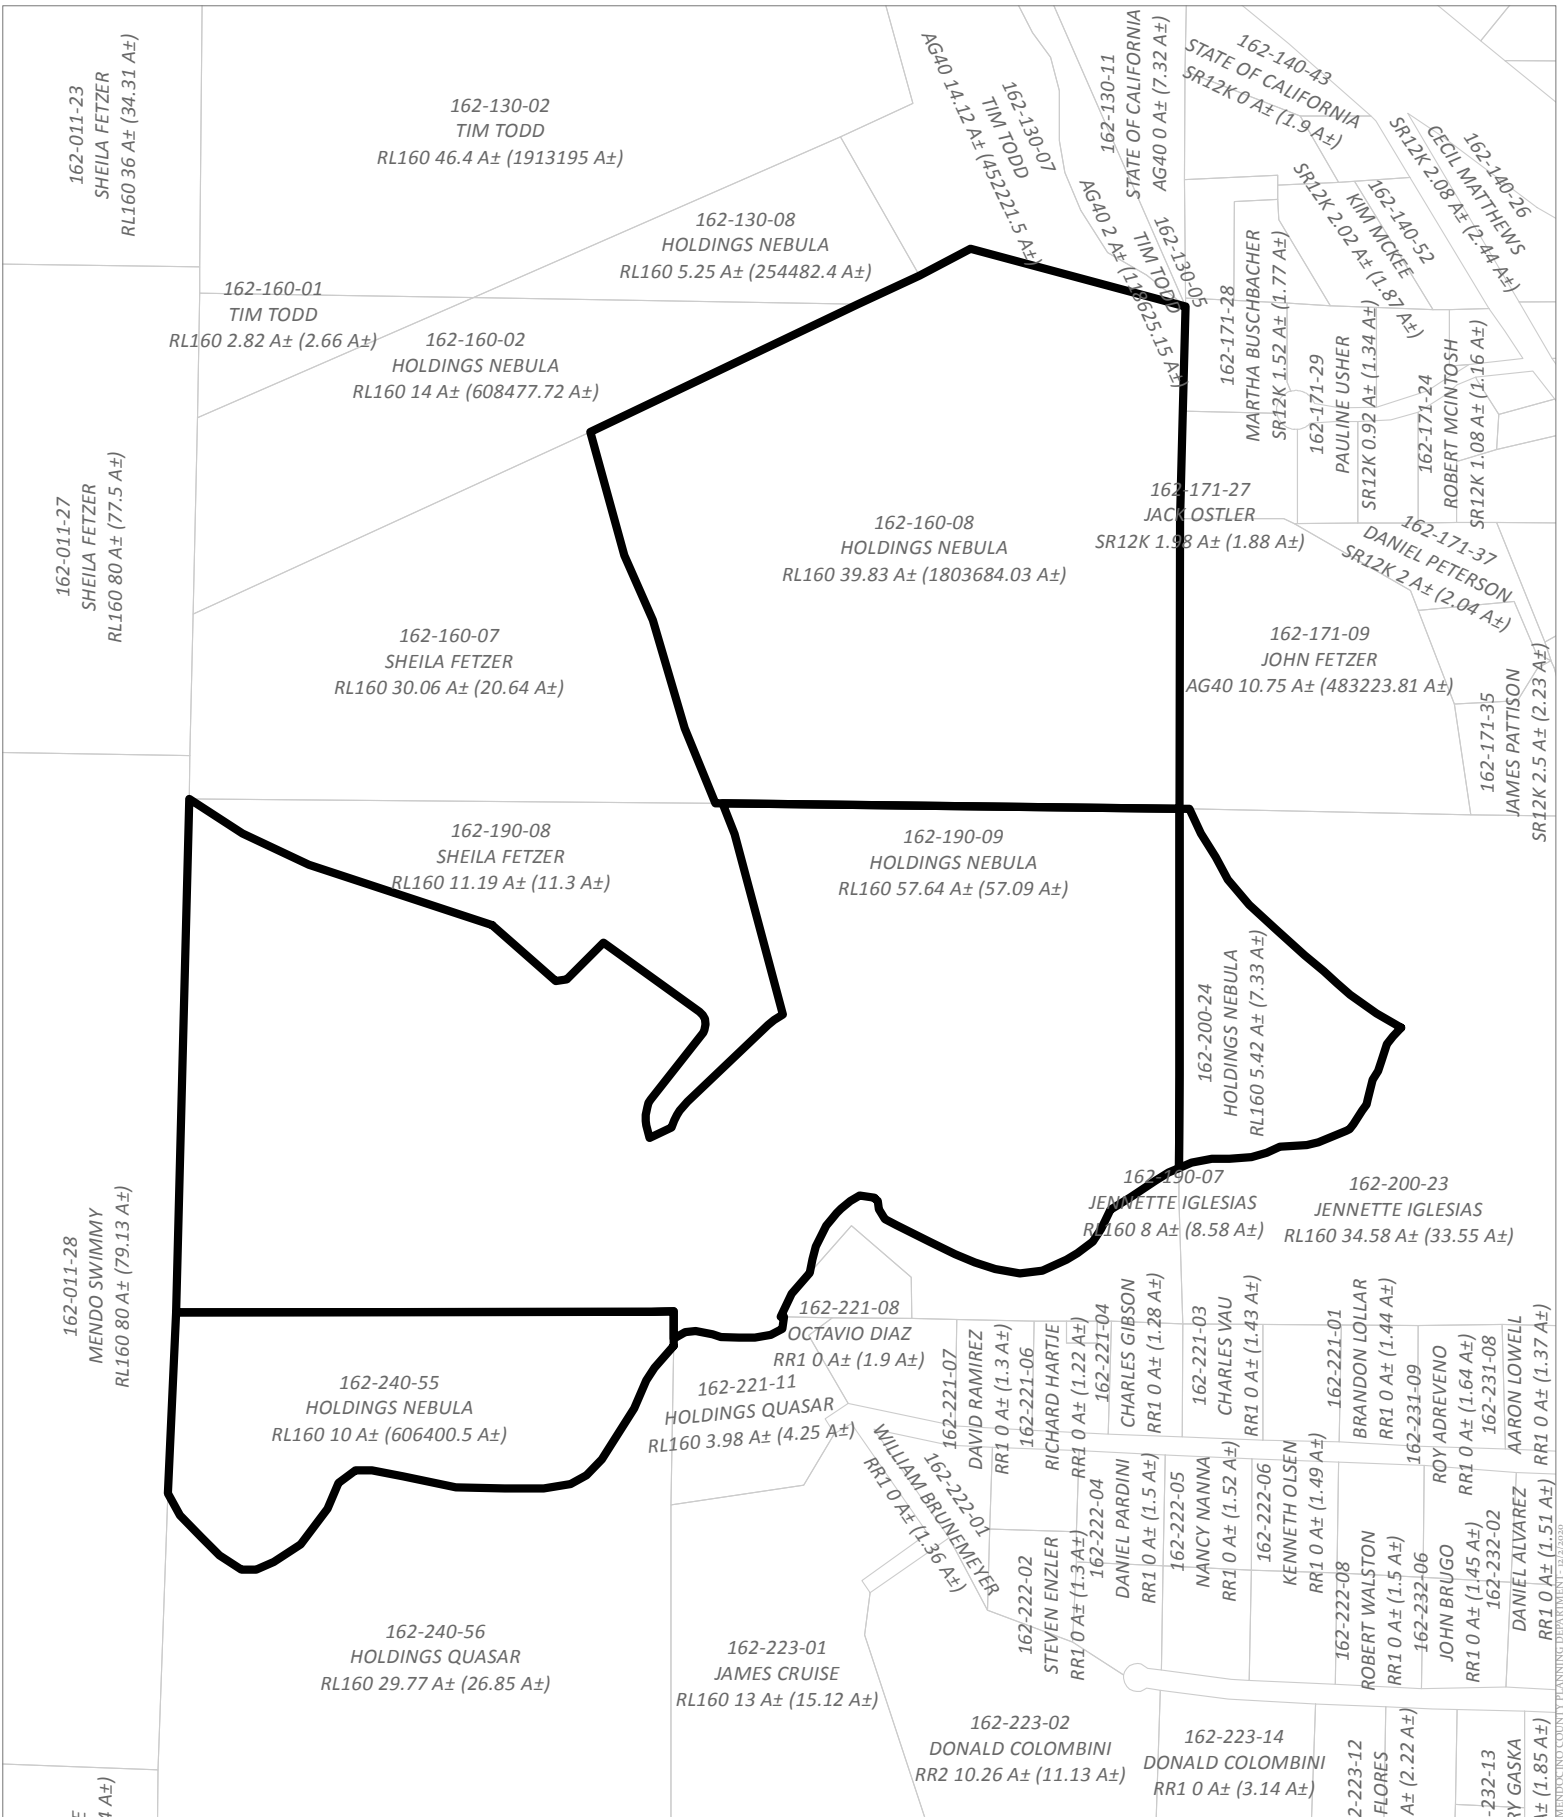 162-011-23
SHEILA FETZER
RL160 36 A± (34.31 A±)
162-130-02
TIM TODD
RL160 46.4 A± (1913195 A±)
162-130-07
TIM TODD
AG40 14.12 A± (452221.5 A±)
162-130-11
STATE OF CALIFORNIA
AG40 0 A± (7.32 A±)
162-140-43
STATE OF CALIFORNIA
SR12K 0 A± (1.9 A±)
162-140-26
CECIL MATTHEWS
SR12K 2.08 A± (2.44 A±)
162-140-52
KIM MCKEE
SR12K 2.02 A± (1.87 A±)
162-130-08
HOLDINGS NEBULA
RL160 5.25 A± (254482.4 A±)
162-130-05
TIM TODD
AG40 2 A± (118625.15 A±)
162-171-28
MARTHA BUSCHBACHER
SR12K 1.52 A± (1.77 A±)
162-160-01
TIM TODD
RL160 2.82 A± (2.66 A±)
162-160-02
HOLDINGS NEBULA
RL160 14 A± (608477.72 A±)
162-171-29
PAULINE USHER
SR12K 0.92 A± (1.34 A±)
162-171-24
ROBERT MCINTOSH
SR12K 1.08 A± (1.16 A±)
162-011-27
SHEILA FETZER
RL160 80 A± (77.5 A±)
162-160-08
HOLDINGS NEBULA
RL160 39.83 A± (1803684.03 A±)
162-171-27
JACK OSTLER
SR12K 1.98 A± (1.88 A±)
162-171-37
DANIEL PETERSON
SR12K 2 A± (2.04 A±)
162-160-07
SHEILA FETZER
RL160 30.06 A± (20.64 A±)
162-171-09
JOHN FETZER
AG40 10.75 A± (483223.81 A±)
162-171-35
JAMES PATTISON
SR12K 2.5 A± (2.23 A±)
162-190-08
SHEILA FETZER
RL160 11.19 A± (11.3 A±)
162-190-09
HOLDINGS NEBULA
RL160 57.64 A± (57.09 A±)
162-200-24
HOLDINGS NEBULA
RL160 5.42 A± (7.33 A±)
162-011-28
MENDO SWIMMY
RL160 80 A± (79.13 A±)
162-190-07
JENNETTE IGLESIAS
RL160 8 A± (8.58 A±)
162-200-23
JENNETTE IGLESIAS
RL160 34.58 A± (33.55 A±)
162-221-08
OCTAVIO DIAZ
RR1 0 A± (1.9 A±)
162-240-55
HOLDINGS NEBULA
RL160 10 A± (606400.5 A±)
162-221-11
HOLDINGS QUASAR
RL160 3.98 A± (4.25 A±)
162-221-07
DAVID RAMIREZ
RR1 0 A± (1.3 A±)
162-221-06
RICHARD HARTJE
RR1 0 A± (1.22 A±)
162-221-04
CHARLES GIBSON
RR1 0 A± (1.28 A±)
162-221-03
CHARLES VAU
RR1 0 A± (1.43 A±)
162-221-01
BRANDON LOLLAR
RR1 0 A± (1.44 A±)
162-231-09
ROY ADREVENO
RR1 0 A± (1.64 A±)
162-231-08
AARON LOWELL
RR1 0 A± (1.37 A±)
162-222-01
WILLIAM BRUNEMEYER
RR1 0 A± (1.36 A±)
162-222-02
STEVEN ENZLER
RR1 0 A± (1.3 A±)
162-222-04
DANIEL PARDINI
RR1 0 A± (1.5 A±)
162-222-05
NANCY NANNA
RR1 0 A± (1.52 A±)
162-222-06
KENNETH OLSEN
RR1 0 A± (1.49 A±)
162-222-08
ROBERT WALSTON
RR1 0 A± (1.5 A±)
162-232-06
JOHN BRUGO
RR1 0 A± (1.45 A±)
162-232-02
DANIEL ALVAREZ
RR1 0 A± (1.51 A±)
162-240-56
HOLDINGS QUASAR
RL160 29.77 A± (26.85 A±)
162-223-01
JAMES CRUISE
RL160 13 A± (15.12 A±)
162-223-02
DONALD COLOMBINI
RR2 10.26 A± (11.13 A±)
162-223-14
DONALD COLOMBINI
RR1 0 A± (3.14 A±)
2-223-12
FLORES
A± (2.22 A±)
-232-13
RY GASKA
A± (1.85 A±)
4 A±)
MENDOCINO COUNTY PLANNING DEPARTMENT - 12/2/2020